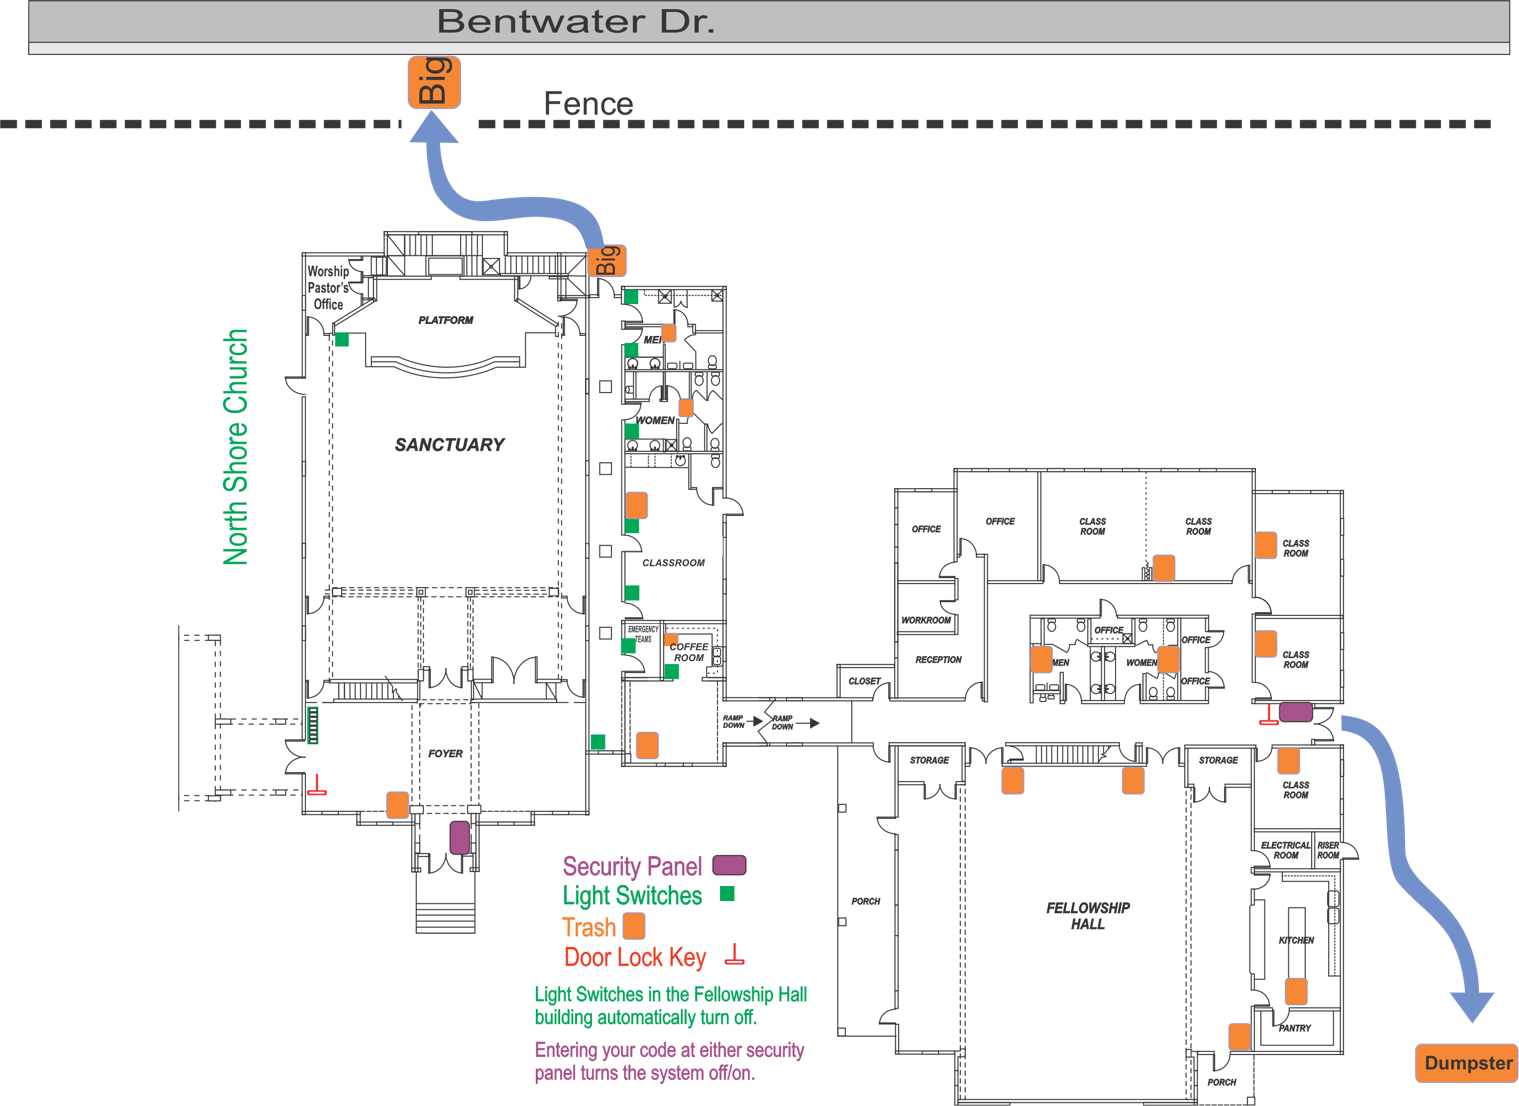 Bentwater Dr.
Big
Fence
Big
Worship
Pastor's
Office
PLATFORM
MEN
North Shore Church
WOMEN
SANCTUARY
CLASSROOM
EMERGENCY
TEAMS
COFFEE
ROOM
FOYER
RAMP
DOWN
RAMP
DOWN
OFFICE
OFFICE
CLASS
ROOM
CLASS
ROOM
CLASS
ROOM
WORKROOM
OFFICE
OFFICE
RECEPTION
MEN
WOMEN
CLASS
ROOM
OFFICE
CLOSET
STORAGE
STORAGE
CLASS
ROOM
ELECTRICAL
ROOM
RISER
ROOM
PORCH
FELLOWSHIP
HALL
KITCHEN
PANTRY
PORCH
Security Panel
Light Switches
Trash
Door Lock Key
Light Switches in the Fellowship Hall
building automatically turn off.
Entering your code at either security
panel turns the system off/on.
Dumpster